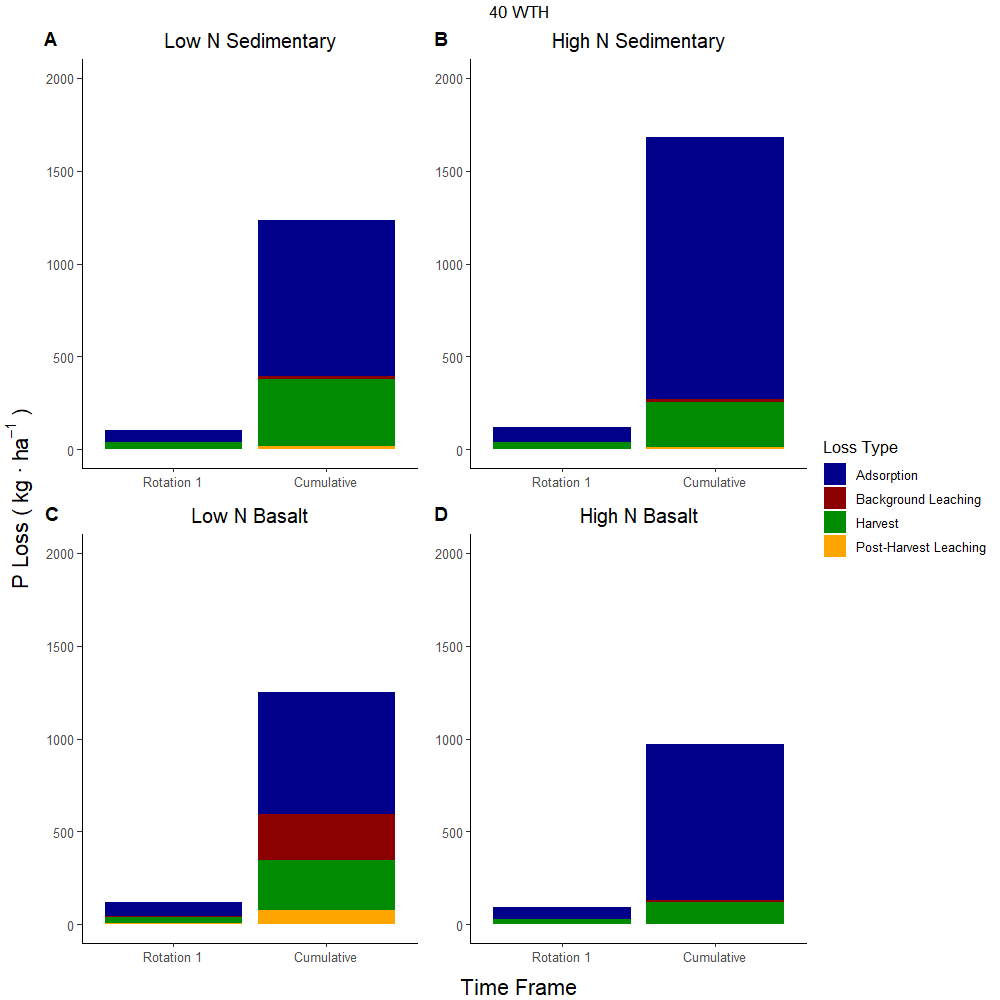 40 WTH
A
Low N Sedimentary
B
High N Sedimentary
2000
1500
1000
500
0
Rotation 1
Cumulative
2000
1500
1000
500
0
Rotation 1
Cumulative
P Loss ( kg · ha⁻¹ )
Loss Type
Adsorption
Background Leaching
Harvest
Post-Harvest Leaching
C
Low N Basalt
D
High N Basalt
2000
1500
1000
500
0
Rotation 1
Cumulative
2000
1500
1000
500
0
Rotation 1
Cumulative
Time Frame